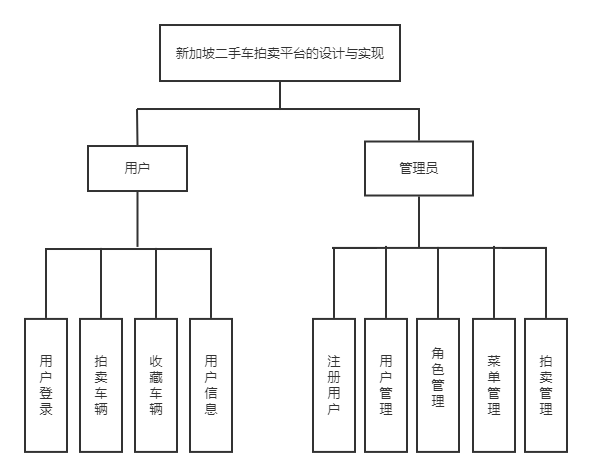 新加坡二手车拍卖平台的设计与实现
用户
管理员
用户登录
拍卖车辆
收藏车辆
用户信息
注册用户
用户管理
角色管理
菜单管理
拍卖管理